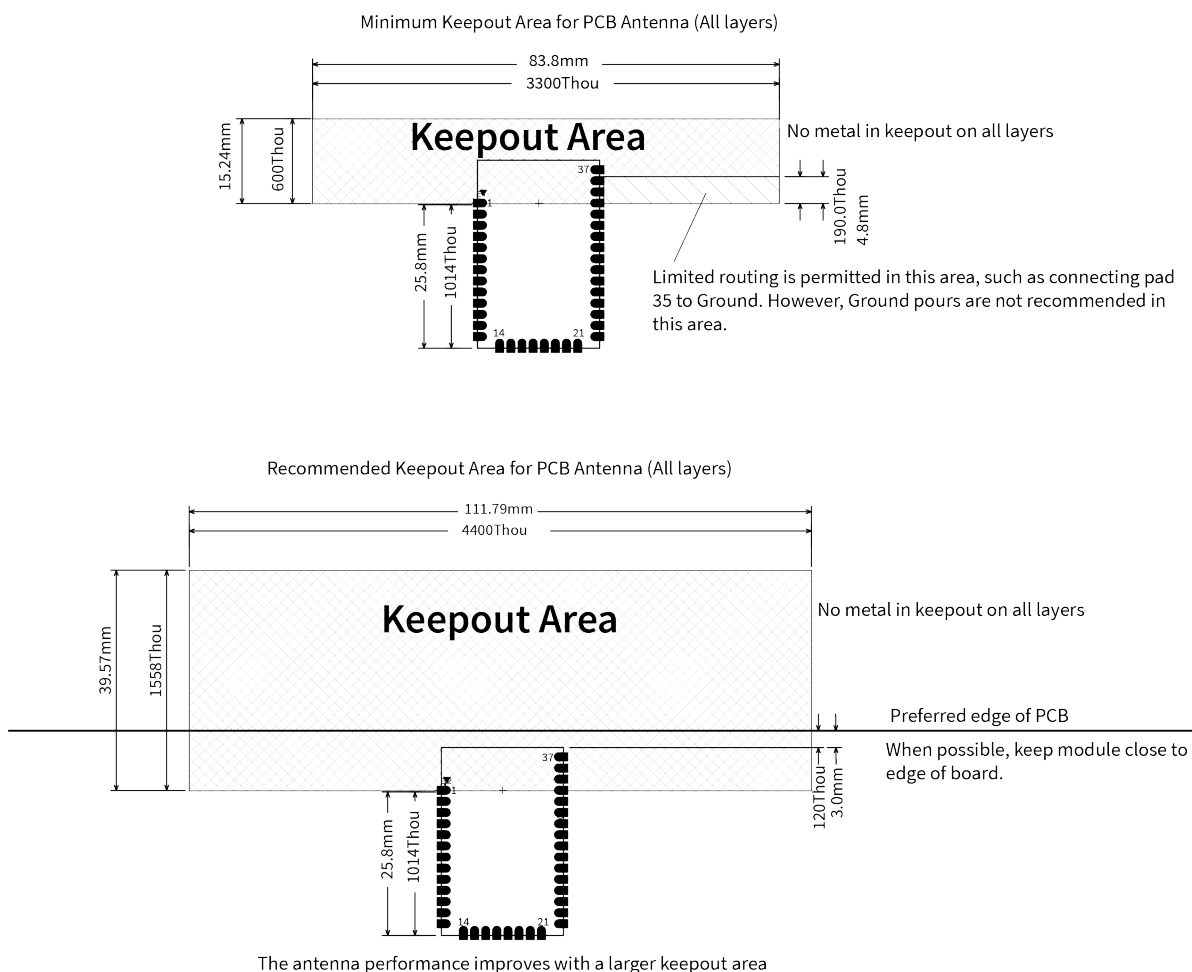 Minimum Keepout Area for PCB Antenna (All layers)
83.8mm
3300Thou
Keepout Area
No metal in keepout on all layers
15.24mm
600Thou
37
1
190.0Thou
4.8mm
25.8mm
1014Thou
Limited routing is permitted in this area, such as connecting pad
35 to Ground. However, Ground pours are not recommended in
this area.
14
21
Recommended Keepout Area for PCB Antenna (All layers)
111.79mm
4400Thou
Keepout Area
No metal in keepout on all layers
39.57mm
1558Thou
Preferred edge of PCB
When possible, keep module close to
edge of board.
37
1
120Thou
3.0mm
25.8mm
1014Thou
14
21
The antenna performance improves with a larger keepout area